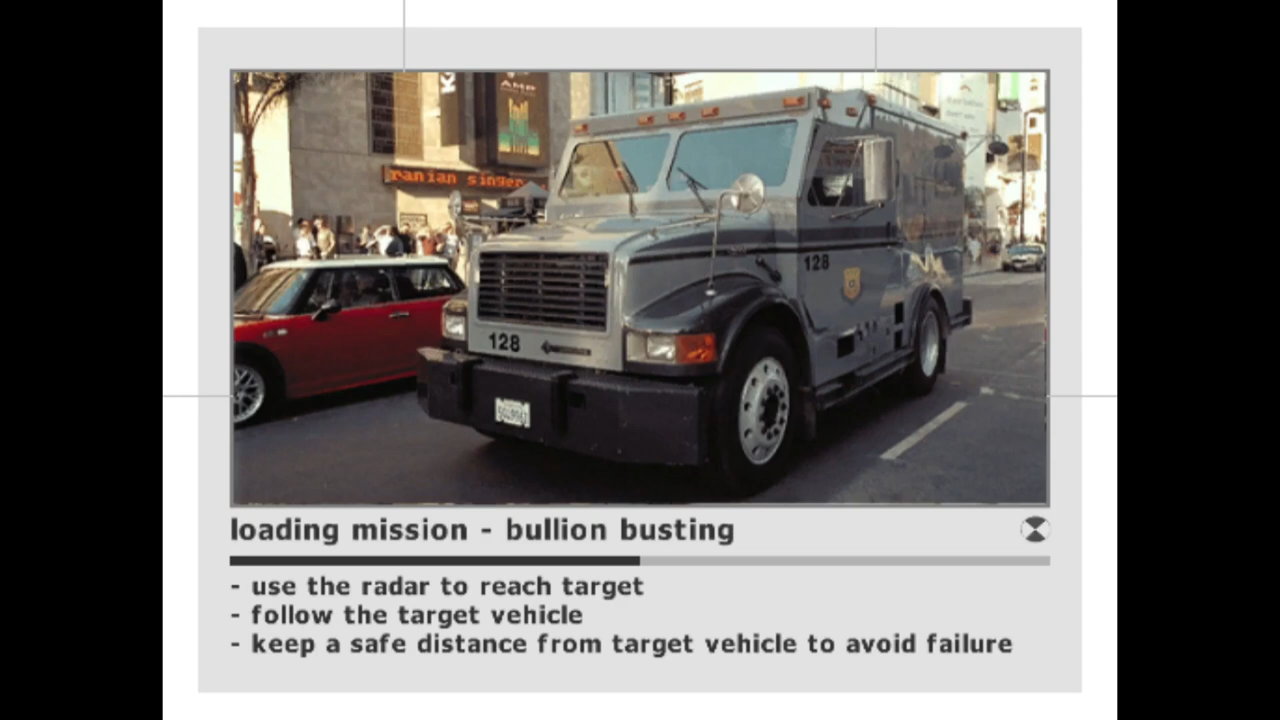 AMP
ranian singer
128
128
loading mission - bullion busting
- use the radar to reach target
- follow the target vehicle
- keep a safe distance from target vehicle to avoid failure